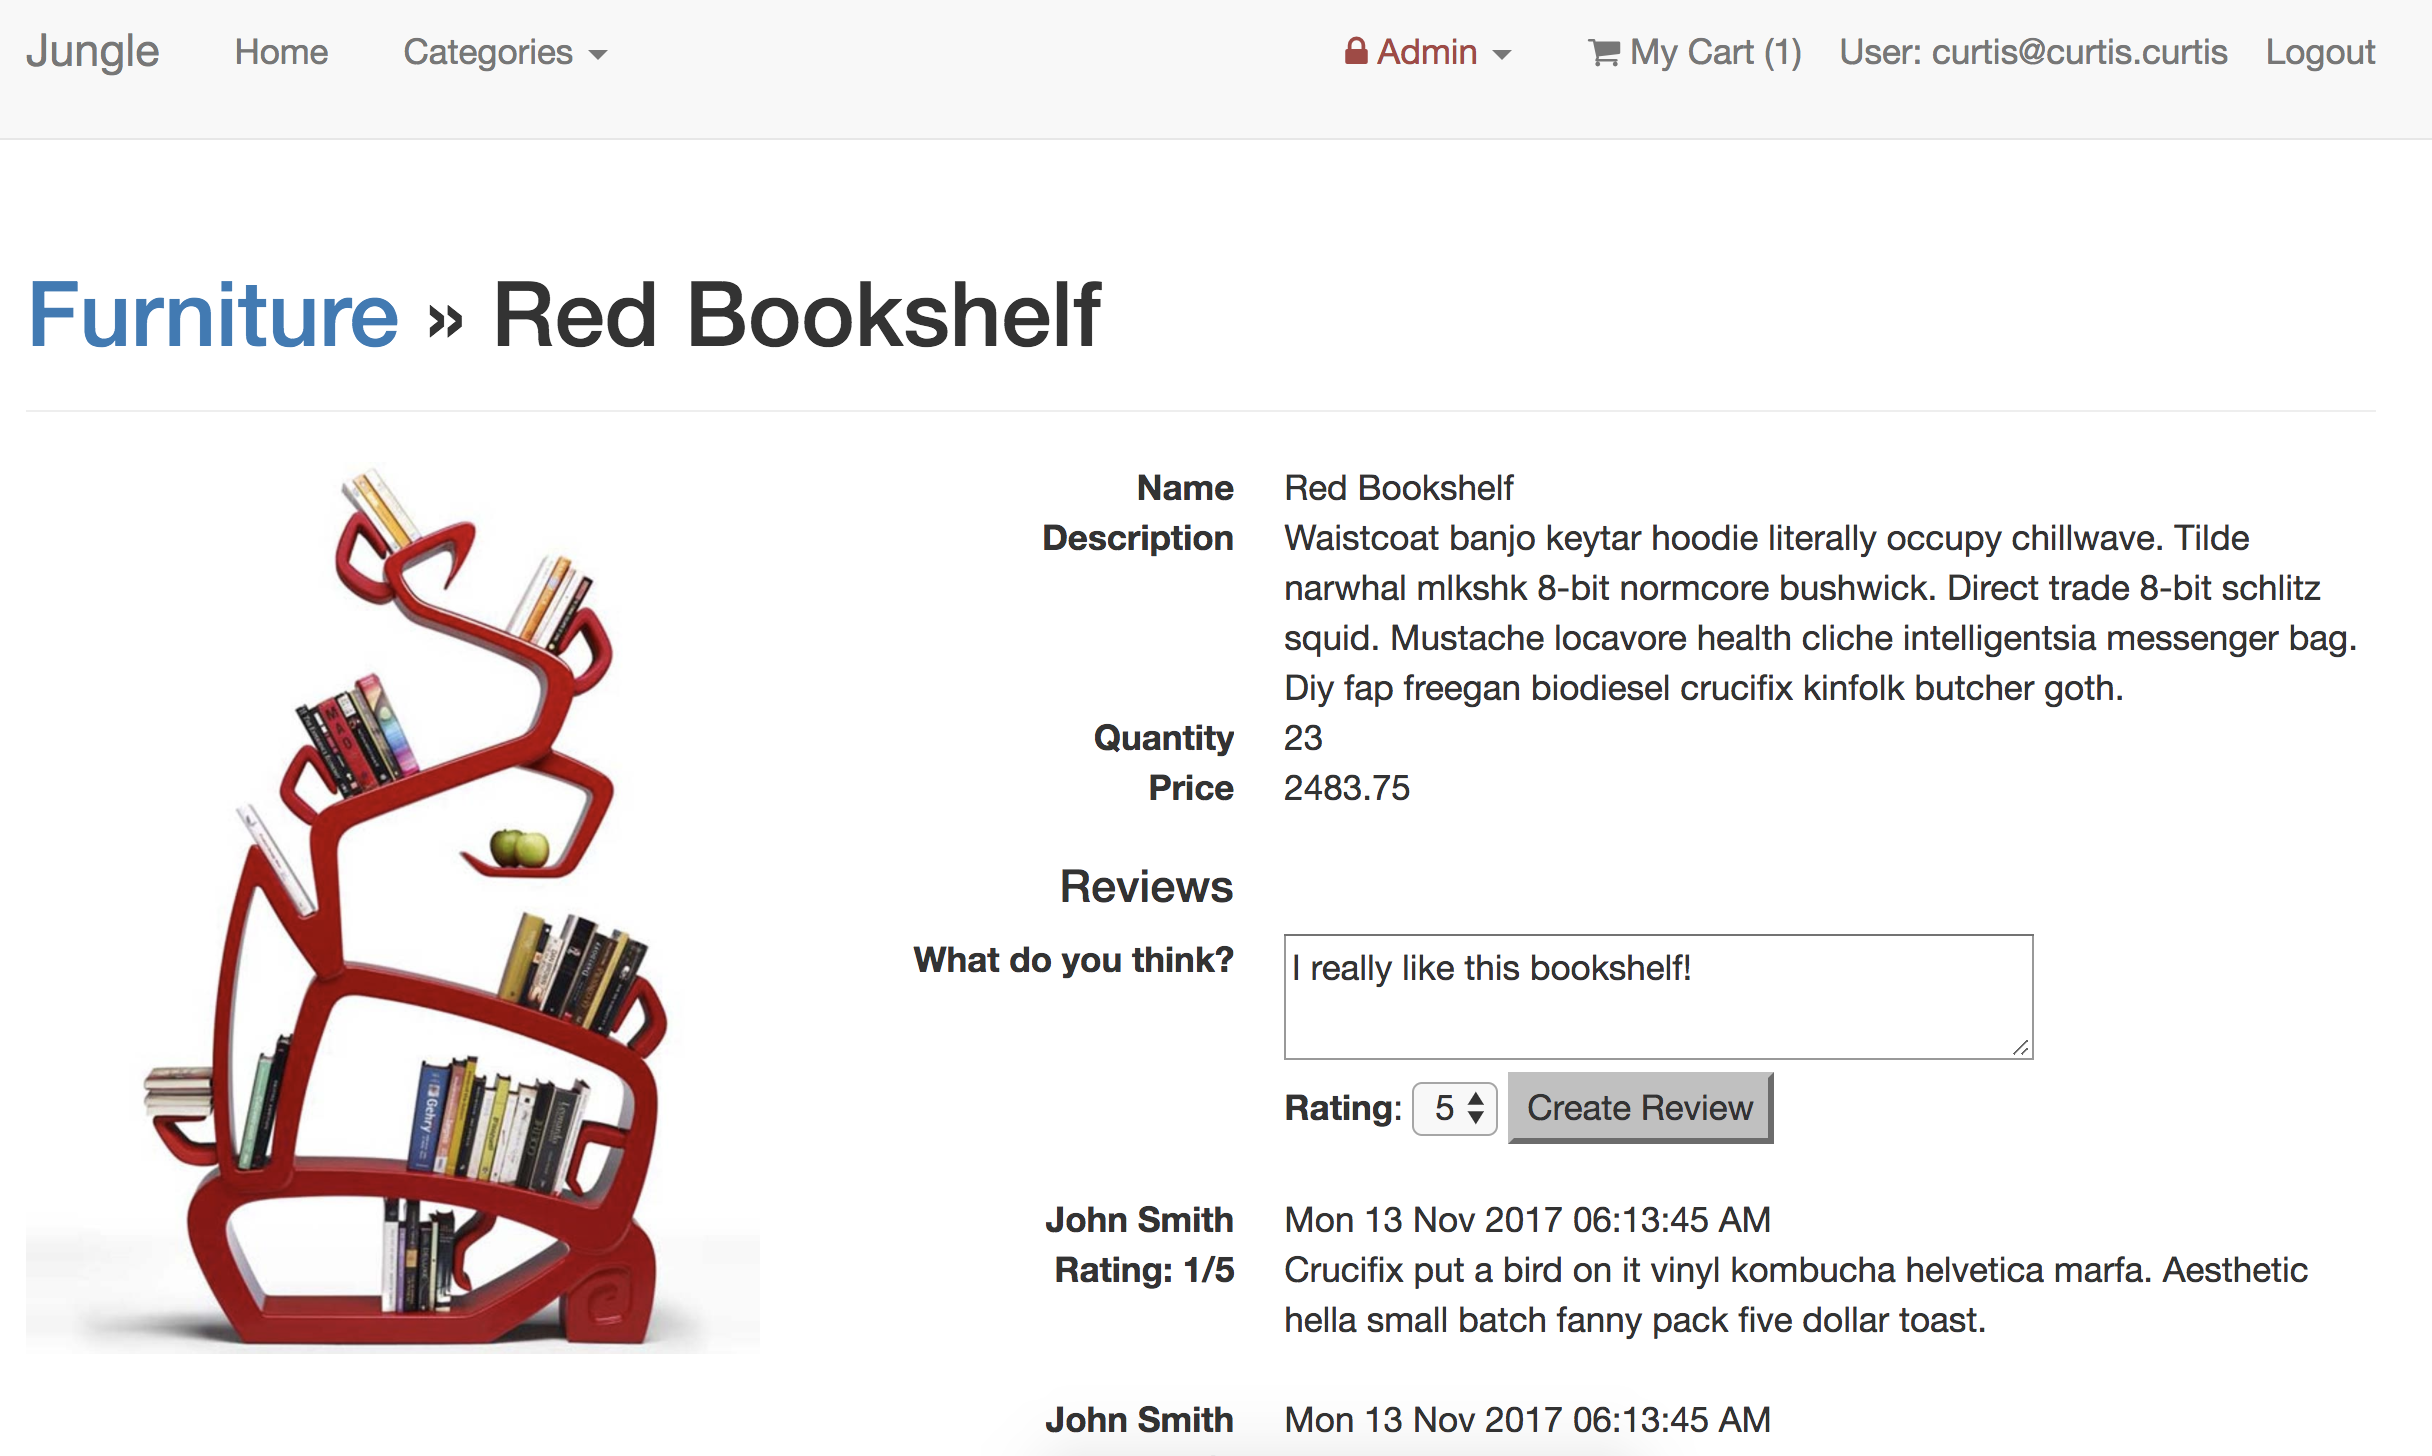 Jungle Home Categories Admin My Cart (1) User: curtis@curtis.curtis Logout
Furniture » Red Bookshelf
Name Red Bookshelf
Description Waistcoat banjo keytar hoodie literally occupy chillwave. Tilde
narwhal mlkshk 8-bit normcore bushwick. Direct trade 8-bit schlitz
squid. Mustache locavore health cliche intelligentsia messenger bag.
Diy fap freegan biodiesel crucifix kinfolk butcher goth.
Quantity 23
Price 2483.75
Reviews
What do you think? I really like this bookshelf!
Rating: 5 Create Review
John Smith Mon 13 Nov 2017 06:13:45 AM
Rating: 1/5 Crucifix put a bird on it vinyl kombucha helvetica marfa. Aesthetic
hella small batch fanny pack five dollar toast.
John Smith Mon 13 Nov 2017 06:13:45 AM
MAD
Gehry